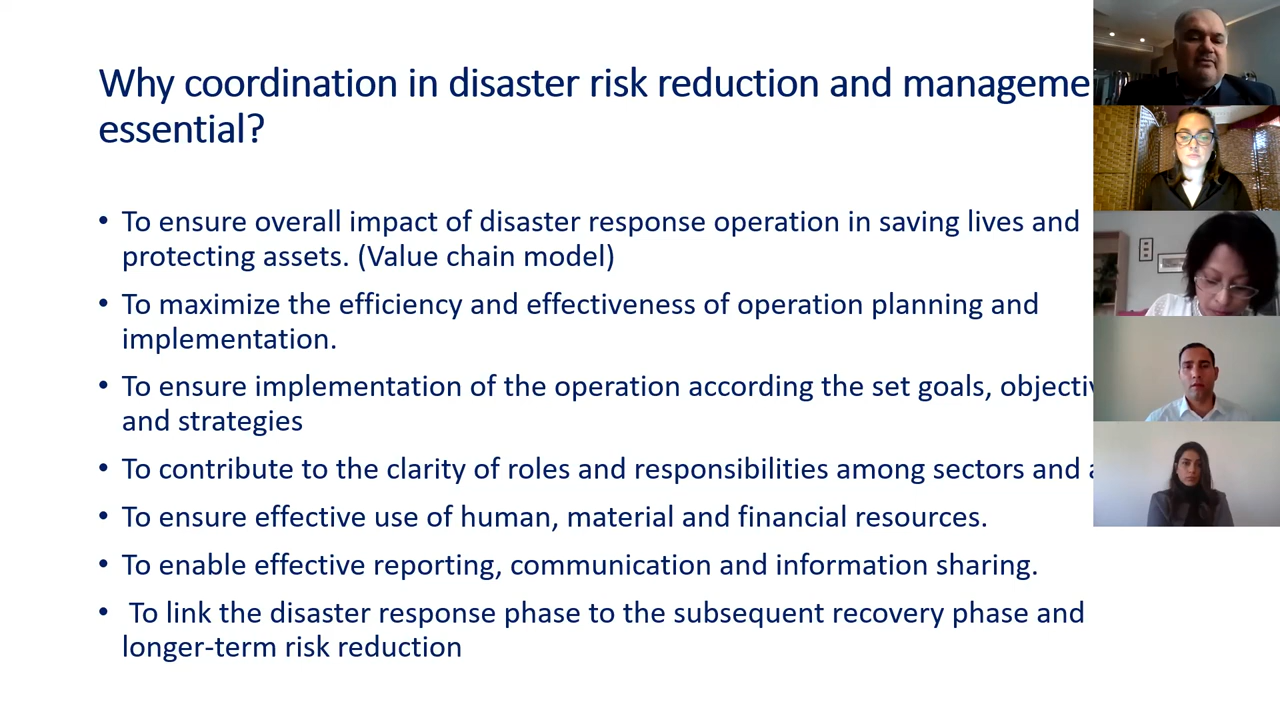 Why coordination in disaster risk reduction and manageme
essential?
• To ensure overall impact of disaster response operation in saving lives and
protecting assets. (Value chain model)
• To maximize the efficiency and effectiveness of operation planning and
implementation.
• To ensure implementation of the operation according the set goals, objectiv
and strategies
• To contribute to the clarity of roles and responsibilities among sectors and
• To ensure effective use of human, material and financial resources.
• To enable effective reporting, communication and information sharing.
• To link the disaster response phase to the subsequent recovery phase and
longer-term risk reduction